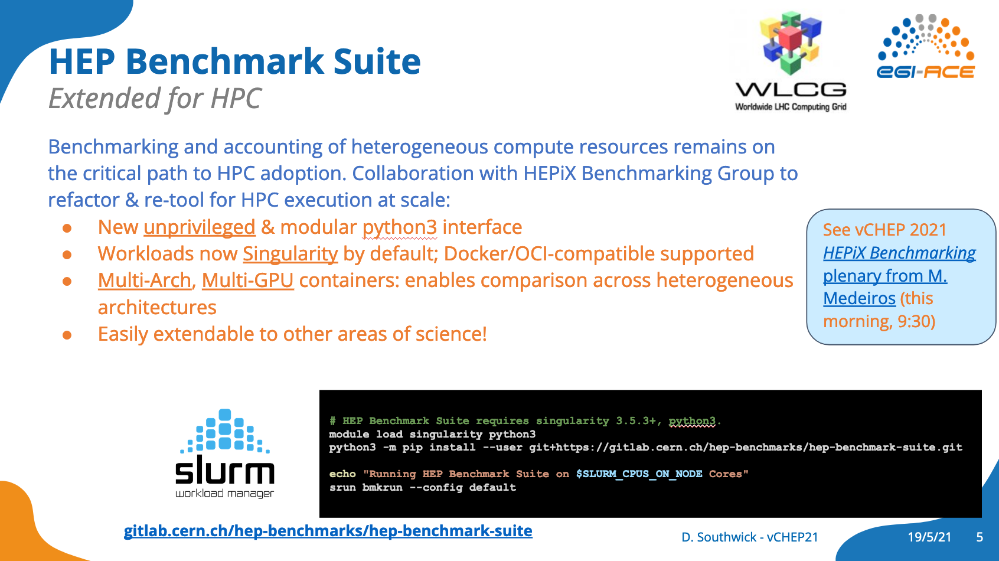 HEP Benchmark Suite
Extended for HPC
WLCG
Worldwide LHC Computing Grid
EGI-ACE
Benchmarking and accounting of heterogeneous compute resources remains on
the critical path to HPC adoption. Collaboration with HEPiX Benchmarking Group to
refactor & re-tool for HPC execution at scale:
● New unprivileged & modular python3 interface
● Workloads now Singularity by default; Docker/OCI-compatible supported
● Multi-Arch, Multi-GPU containers: enables comparison across heterogeneous
architectures
● Easily extendable to other areas of science!
See vCHEP 2021
HEPiX Benchmarking
plenary from M.
Medeiros (this
morning, 9:30)
slurm
workload manager
# HEP Benchmark Suite requires singularity 3.5.3+, python3.
module load singularity python3
python3 -m pip install --user git+https://gitlab.cern.ch/hep-benchmarks/hep-benchmark-suite.git
echo "Running HEP Benchmark Suite on $SLURM_CPUS_ON_NODE Cores"
srun bmkrun --config default
gitlab.cern.ch/hep-benchmarks/hep-benchmark-suite
D. Southwick - vCHEP21
19/5/21
5